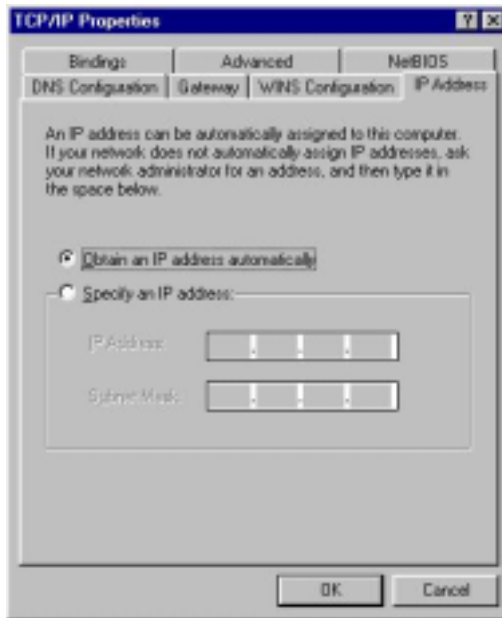 TCP/IP Properties
Bindings Advanced NetBIOS
DNS Configuration Gateway WINS Configuration IP Address
An IP address can be automatically assigned to this computer.
If your network does not automatically assign IP addresses, ask
your network administrator for an address, and then type it in
the space below.
Obtain an IP address automatically
Specify an IP address:
IP Address:
Subnet Mask:
OK Cancel